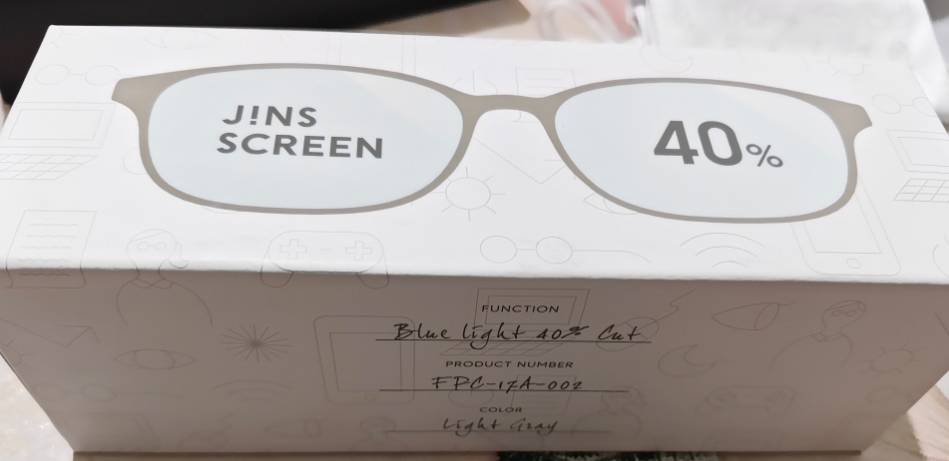 J!NS
SCREEN
40%
FUNCTION
Blue light 40% Cut
PRODUCT NUMBER
FPC-17A-002
COLOR
Light Gray